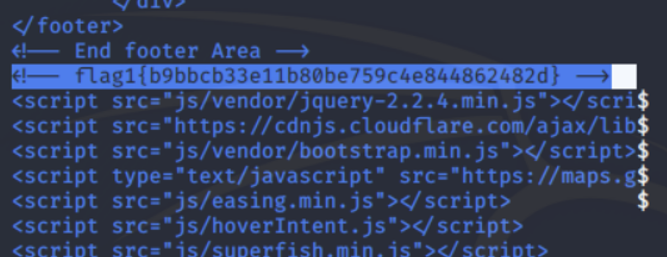 </div>
</footer>
<!-- End footer Area -->
<!-- flag1{b9bbcb33e11b80be759c4e844862482d} -->
<script src="js/vendor/jquery-2.2.4.min.js"></scri$
<script src="https://cdnjs.cloudflare.com/ajax/lib$
<script src="js/vendor/bootstrap.min.js"></script>$
<script type="text/javascript" src="https://maps.g$
<script src="js/easing.min.js"></script> $
<script src="js/hoverIntent.js"></script>
<script src="js/superfish.min.js"></script>